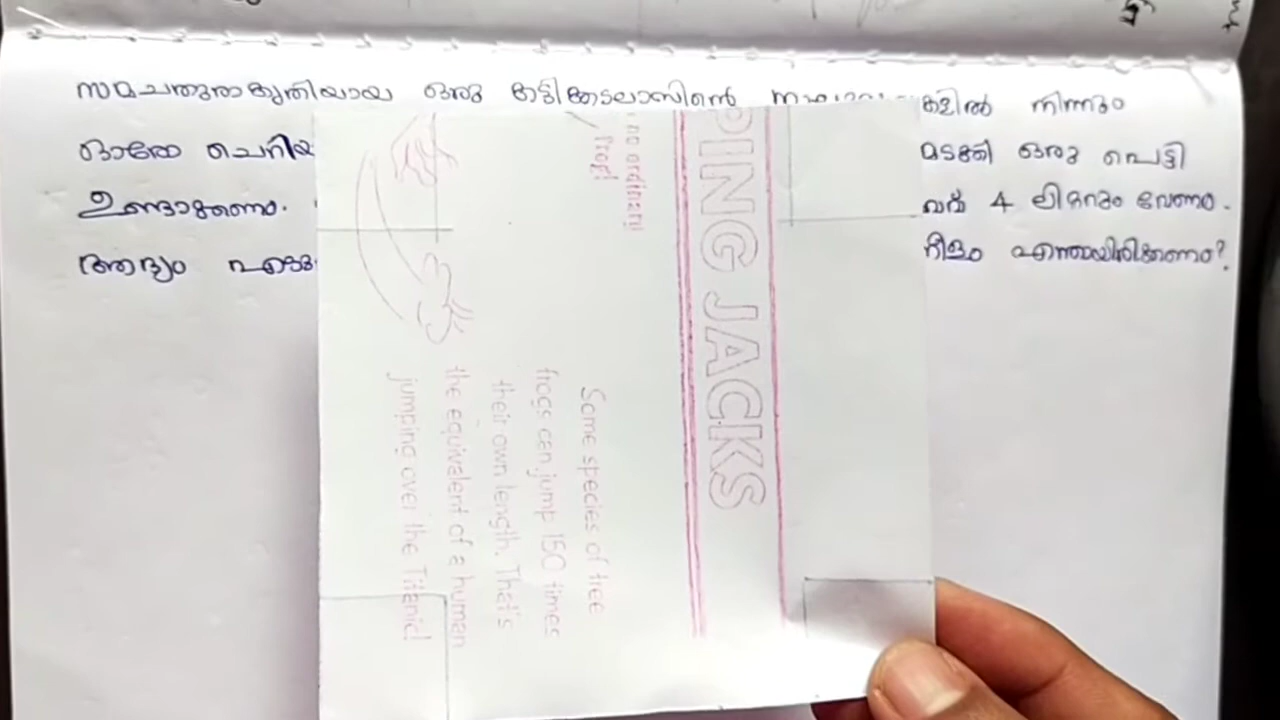 സമചതുരാകൃതിയായ ഒരു കട്ടിക്കടലാസിന്റെ കളിൽ നിന്നും
ഓരോ ചെറിയ മടക്കി ഒരു പെട്ടി
ഉണ്ടാക്കണം. 4 ലിറ്ററും വേണം.
ആദ്യം നീളം എന്തായിരിക്കണം?
PING JACKS
no ordinary
frog!
Some species of tree
frogs can jump 150 times
their own length. That's
the equivalent of a human
jumping over the Titanic!